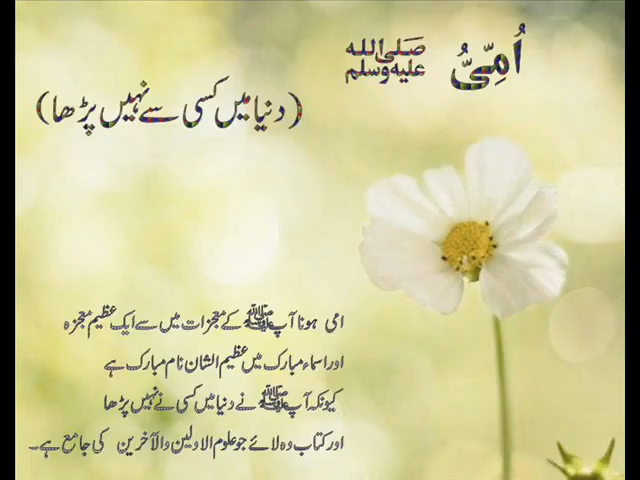 اُمِّیُّ صَلی اللہ علیہ وسلم
( دنیا میں کسی سے نہیں پڑھا )
امی ہونا آپ ﷺ کے معجزات میں سے ایک عظیم معجزہ
اور اسماء مبارک میں عظیم الشان نام مبارک ہے
کیونکہ آپ ﷺ نے دنیا میں کسی نے نہیں پڑھا
اور کتاب وہ لائے جو علوم الاولین والآخرین کی جامع ہے۔